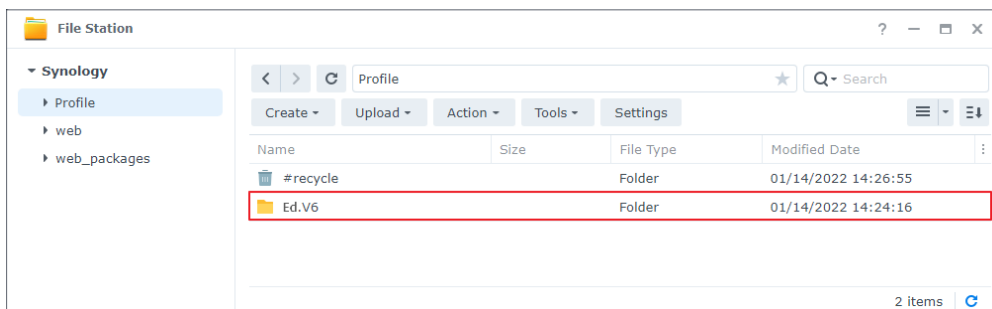 File Station
Synology
Profile
web
web_packages
Profile
Search
Create Upload Action Tools Settings
Name Size File Type Modified Date
#recycle Folder 01/14/2022 14:26:55
Ed.V6 Folder 01/14/2022 14:24:16
2 items